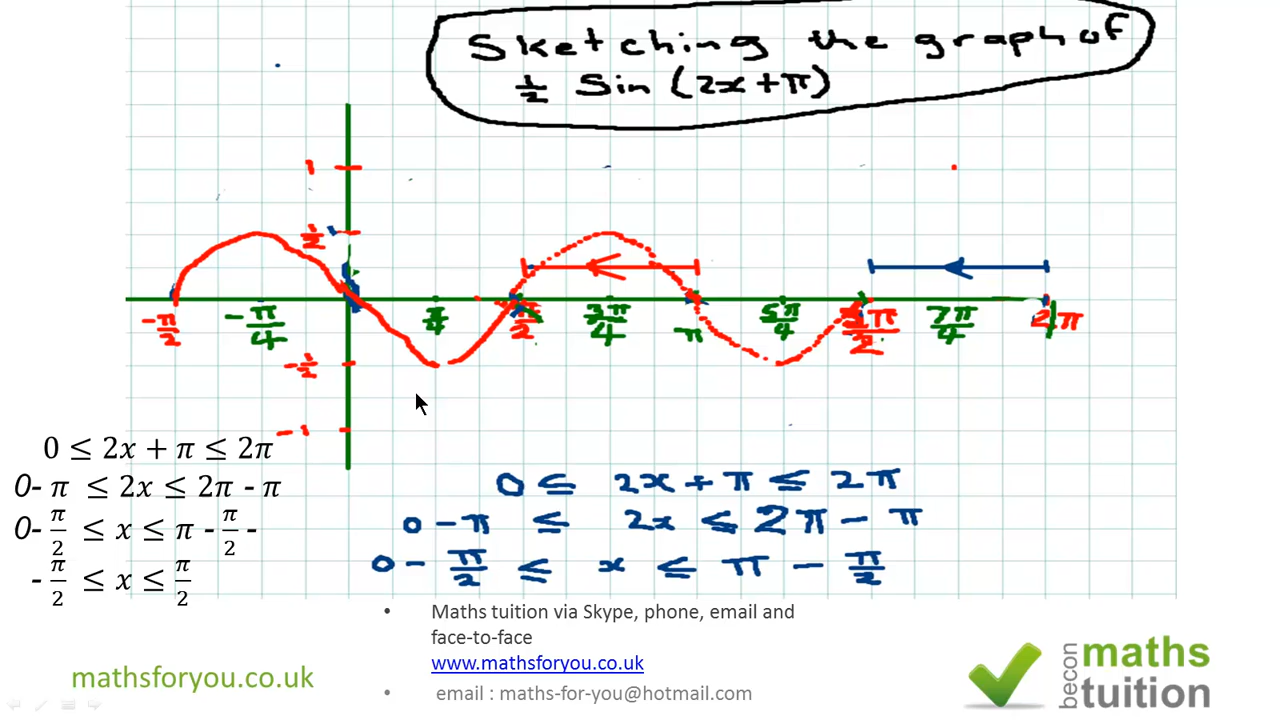 Sketching the graph of
½ Sin (2x+π)
1
½
-π/2
-π/4
π/4
π/2
3π/4
π
5π/4
3π/2
7π/4
2π
-½
-1
0 ≤ 2x + π ≤ 2π
0- π ≤ 2x ≤ 2π - π
0- π/2 ≤ x ≤ π - π/2 -
- π/2 ≤ x ≤ π/2
0 ≤ 2x + π ≤ 2π
0 - π ≤ 2x ≤ 2π - π
0 - π/2 ≤ x ≤ π - π/2
• Maths tuition via Skype, phone, email and
face-to-face
www.mathsforyou.co.uk
• email : maths-for-you@hotmail.com
mathsforyou.co.uk
becon
maths
tuition